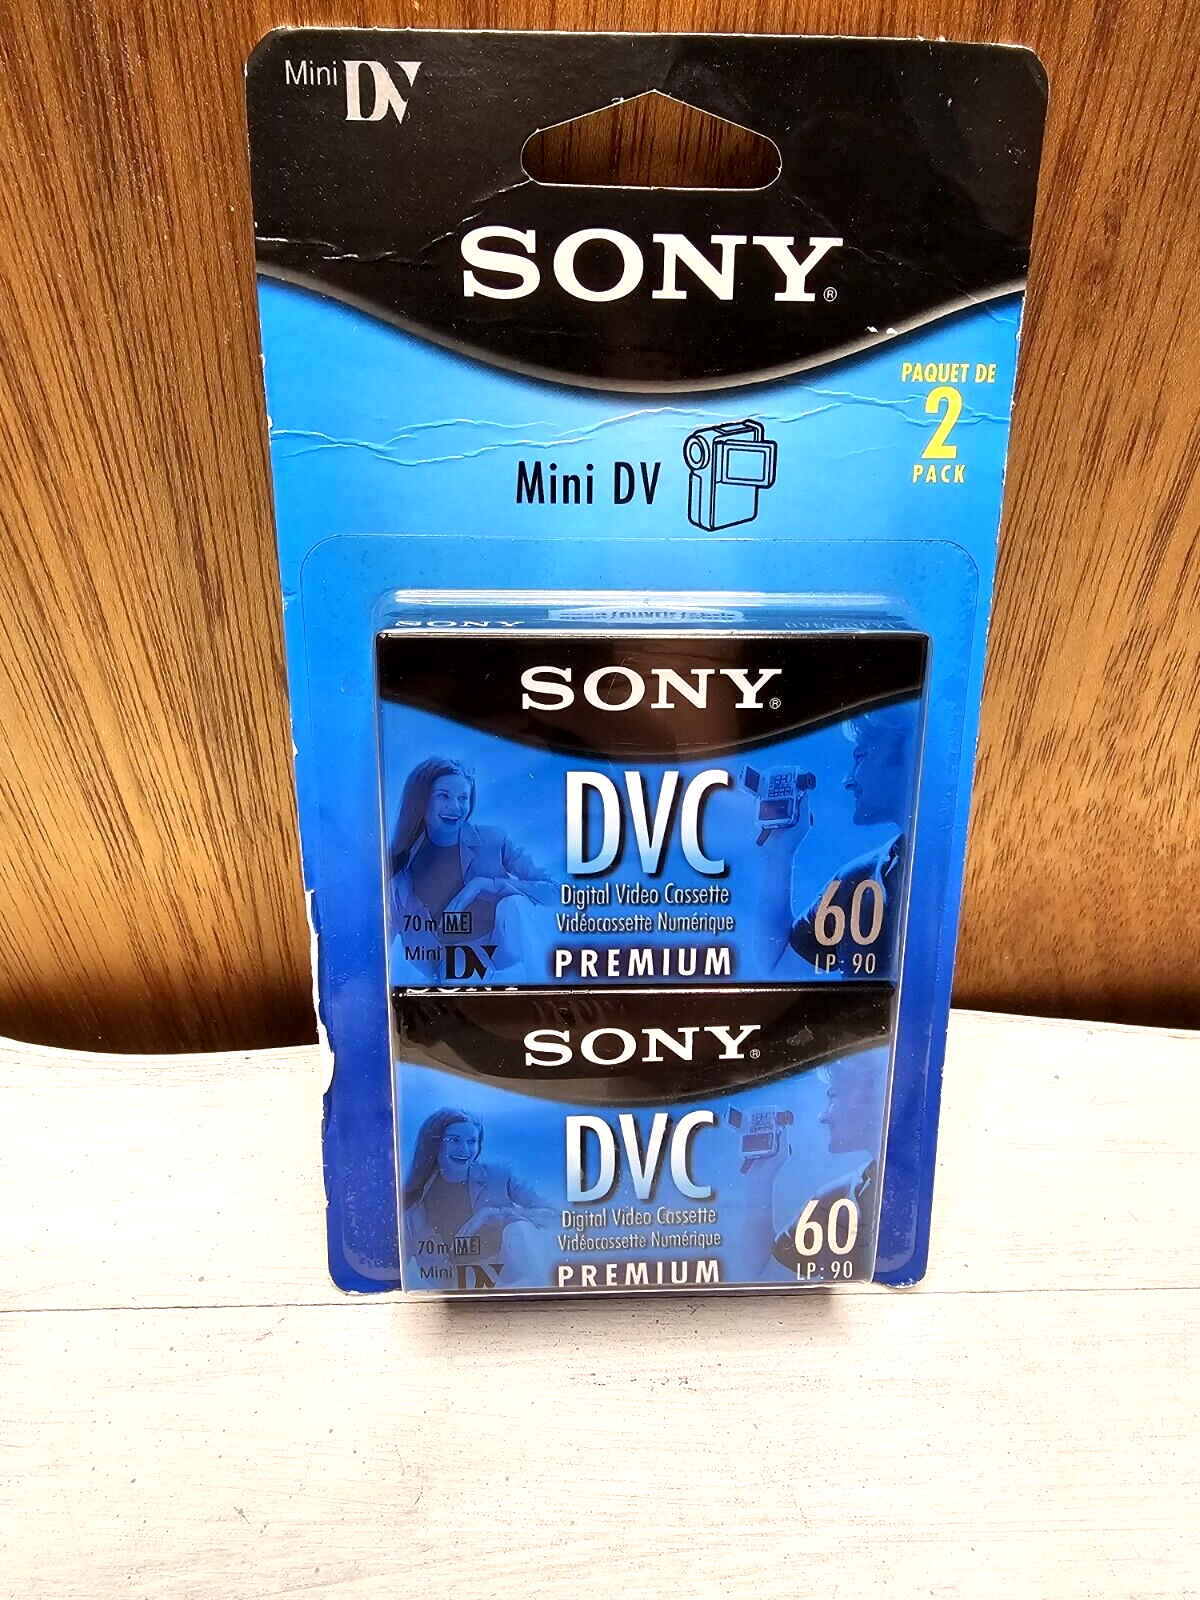 Mini DV
SONY®
PAQUET DE
2
PACK
Mini DV
SONY
SONY®
DVC
Digital Video Cassette
Vidéocassette Numérique
70m ME
Mini DV
PREMIUM
60
LP: 90
SONY
SONY®
DVC
Digital Video Cassette
Vidéocassette Numérique
70m ME
Mini DV
PREMIUM
60
LP: 90